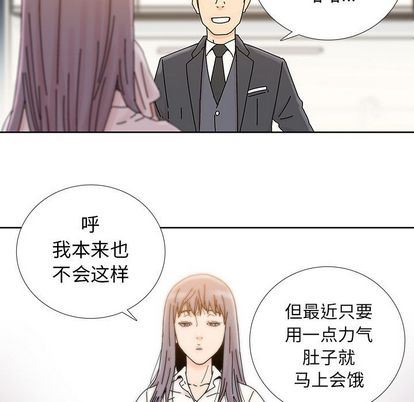 呼
我本来也
不会这样
但最近只要
用一点力气
肚子就
马上会饿